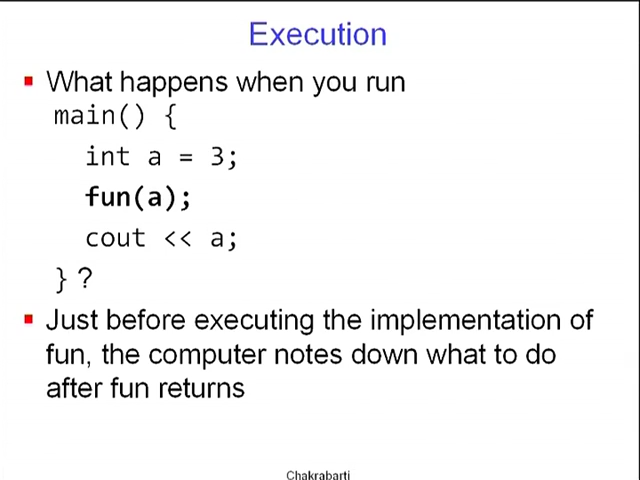 Execution
What happens when you run
main() {
int a = 3;
fun(a);
cout << a;
} ?
Just before executing the implementation of
fun, the computer notes down what to do
after fun returns
Chakrabarti